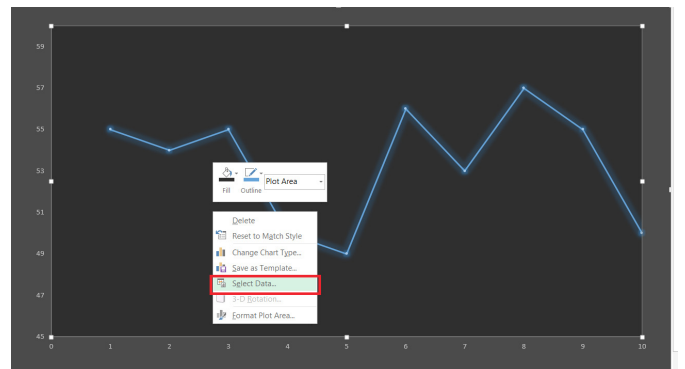 59
57
55
53
51
49
47
45
Fill
Outline
Plot Area
Delete
Reset to Match Style
Change Chart Type...
Save as Template...
Select Data...
3-D Rotation...
Format Plot Area...
0 1 2 3 4 5 6 7 8 9 10